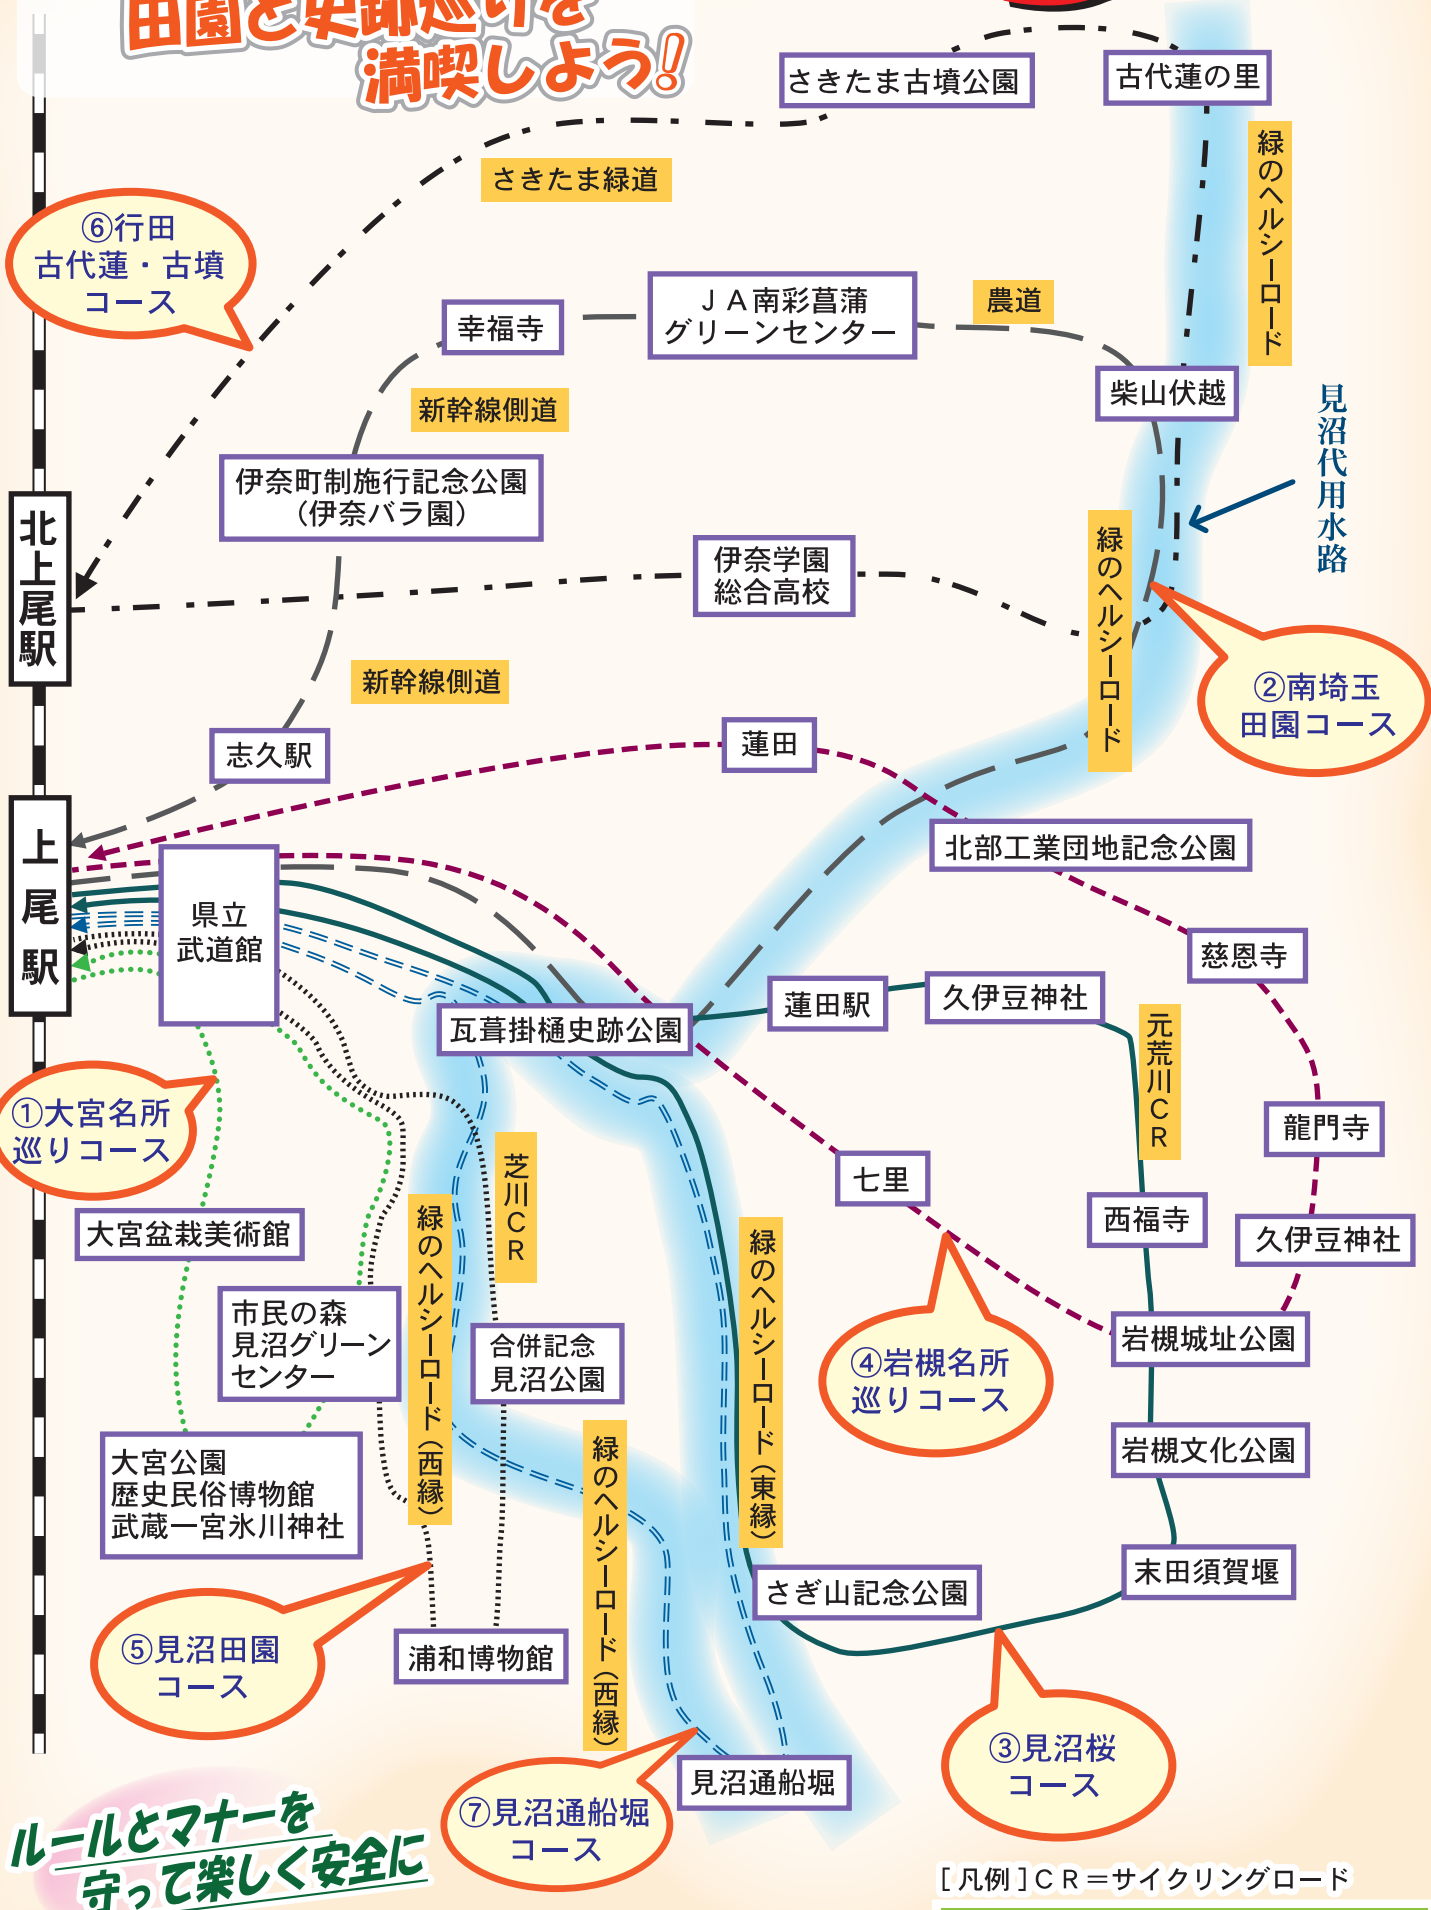 田園と史跡巡りを
満喫しよう!
さきたま古墳公園
古代蓮の里
緑のヘルシーロード
さきたま緑道
⑥行田
古代蓮・古墳
コース
幸福寺
ＪＡ南彩菖蒲
グリーンセンター
農道
柴山伏越
新幹線側道
見沼代用水路
伊奈町制施行記念公園
（伊奈バラ園）
北上尾駅
伊奈学園
総合高校
緑のヘルシーロード
②南埼玉
田園コース
新幹線側道
志久駅
蓮田
上尾駅
北部工業団地記念公園
県立
武道館
慈恩寺
瓦葺掛樋史跡公園
蓮田駅
久伊豆神社
元荒川ＣＲ
①大宮名所
巡りコース
龍門寺
芝川ＣＲ
七里
西福寺
久伊豆神社
大宮盆栽美術館
緑のヘルシーロード（西縁）
緑のヘルシーロード（東縁）
市民の森
見沼グリーン
センター
合併記念
見沼公園
④岩槻名所
巡りコース
岩槻城址公園
岩槻文化公園
大宮公園
歴史民俗博物館
武蔵一宮氷川神社
緑のヘルシーロード（西縁）
末田須賀堰
さぎ山記念公園
⑤見沼田園
コース
浦和博物館
③見沼桜
コース
見沼通船堀
⑦見沼通船堀
コース
ルールとマナーを
守って楽しく安全に
［凡例］ＣＲ＝サイクリングロード